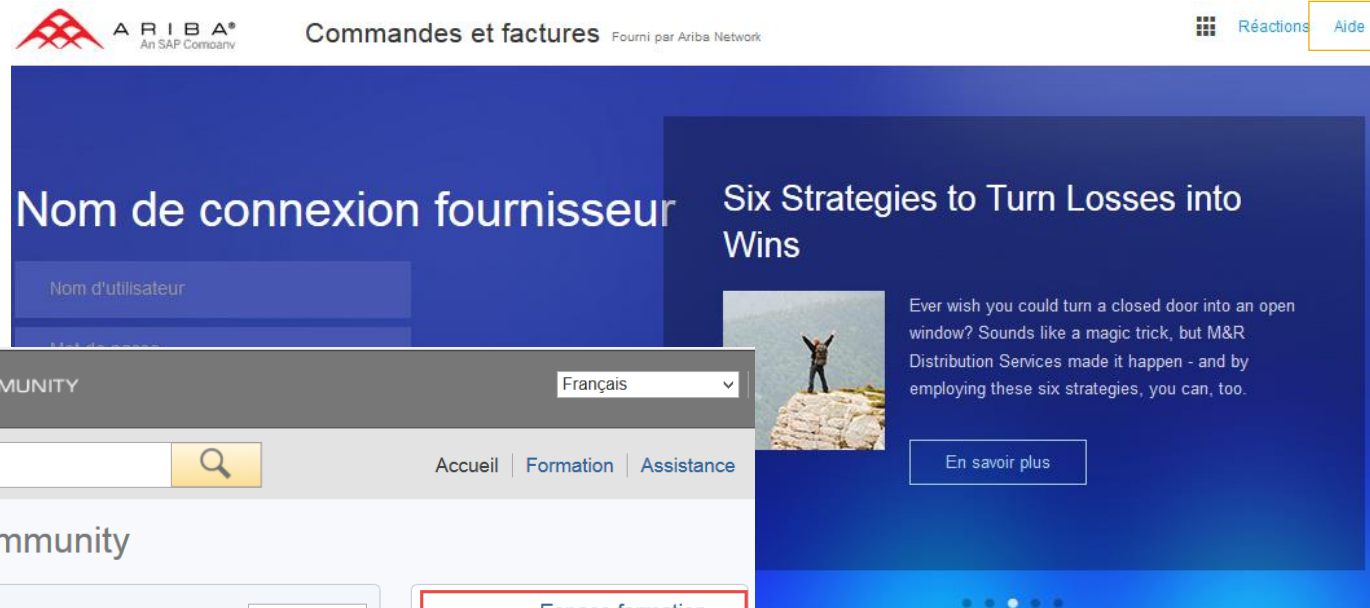 ARIBA®
An SAP Company
Commandes et factures Fourni par Ariba Network
Réactions
Aide
Nom de connexion fournisseur
Nom d'utilisateur
Six Strategies to Turn Losses into
Wins
Ever wish you could turn a closed door into an open
window? Sounds like a magic trick, but M&R
Distribution Services made it happen - and by
employing these six strategies, you can, too.
En savoir plus
MUNITY
Français
Accueil
Formation
Assistance
mmunity
Espace formation